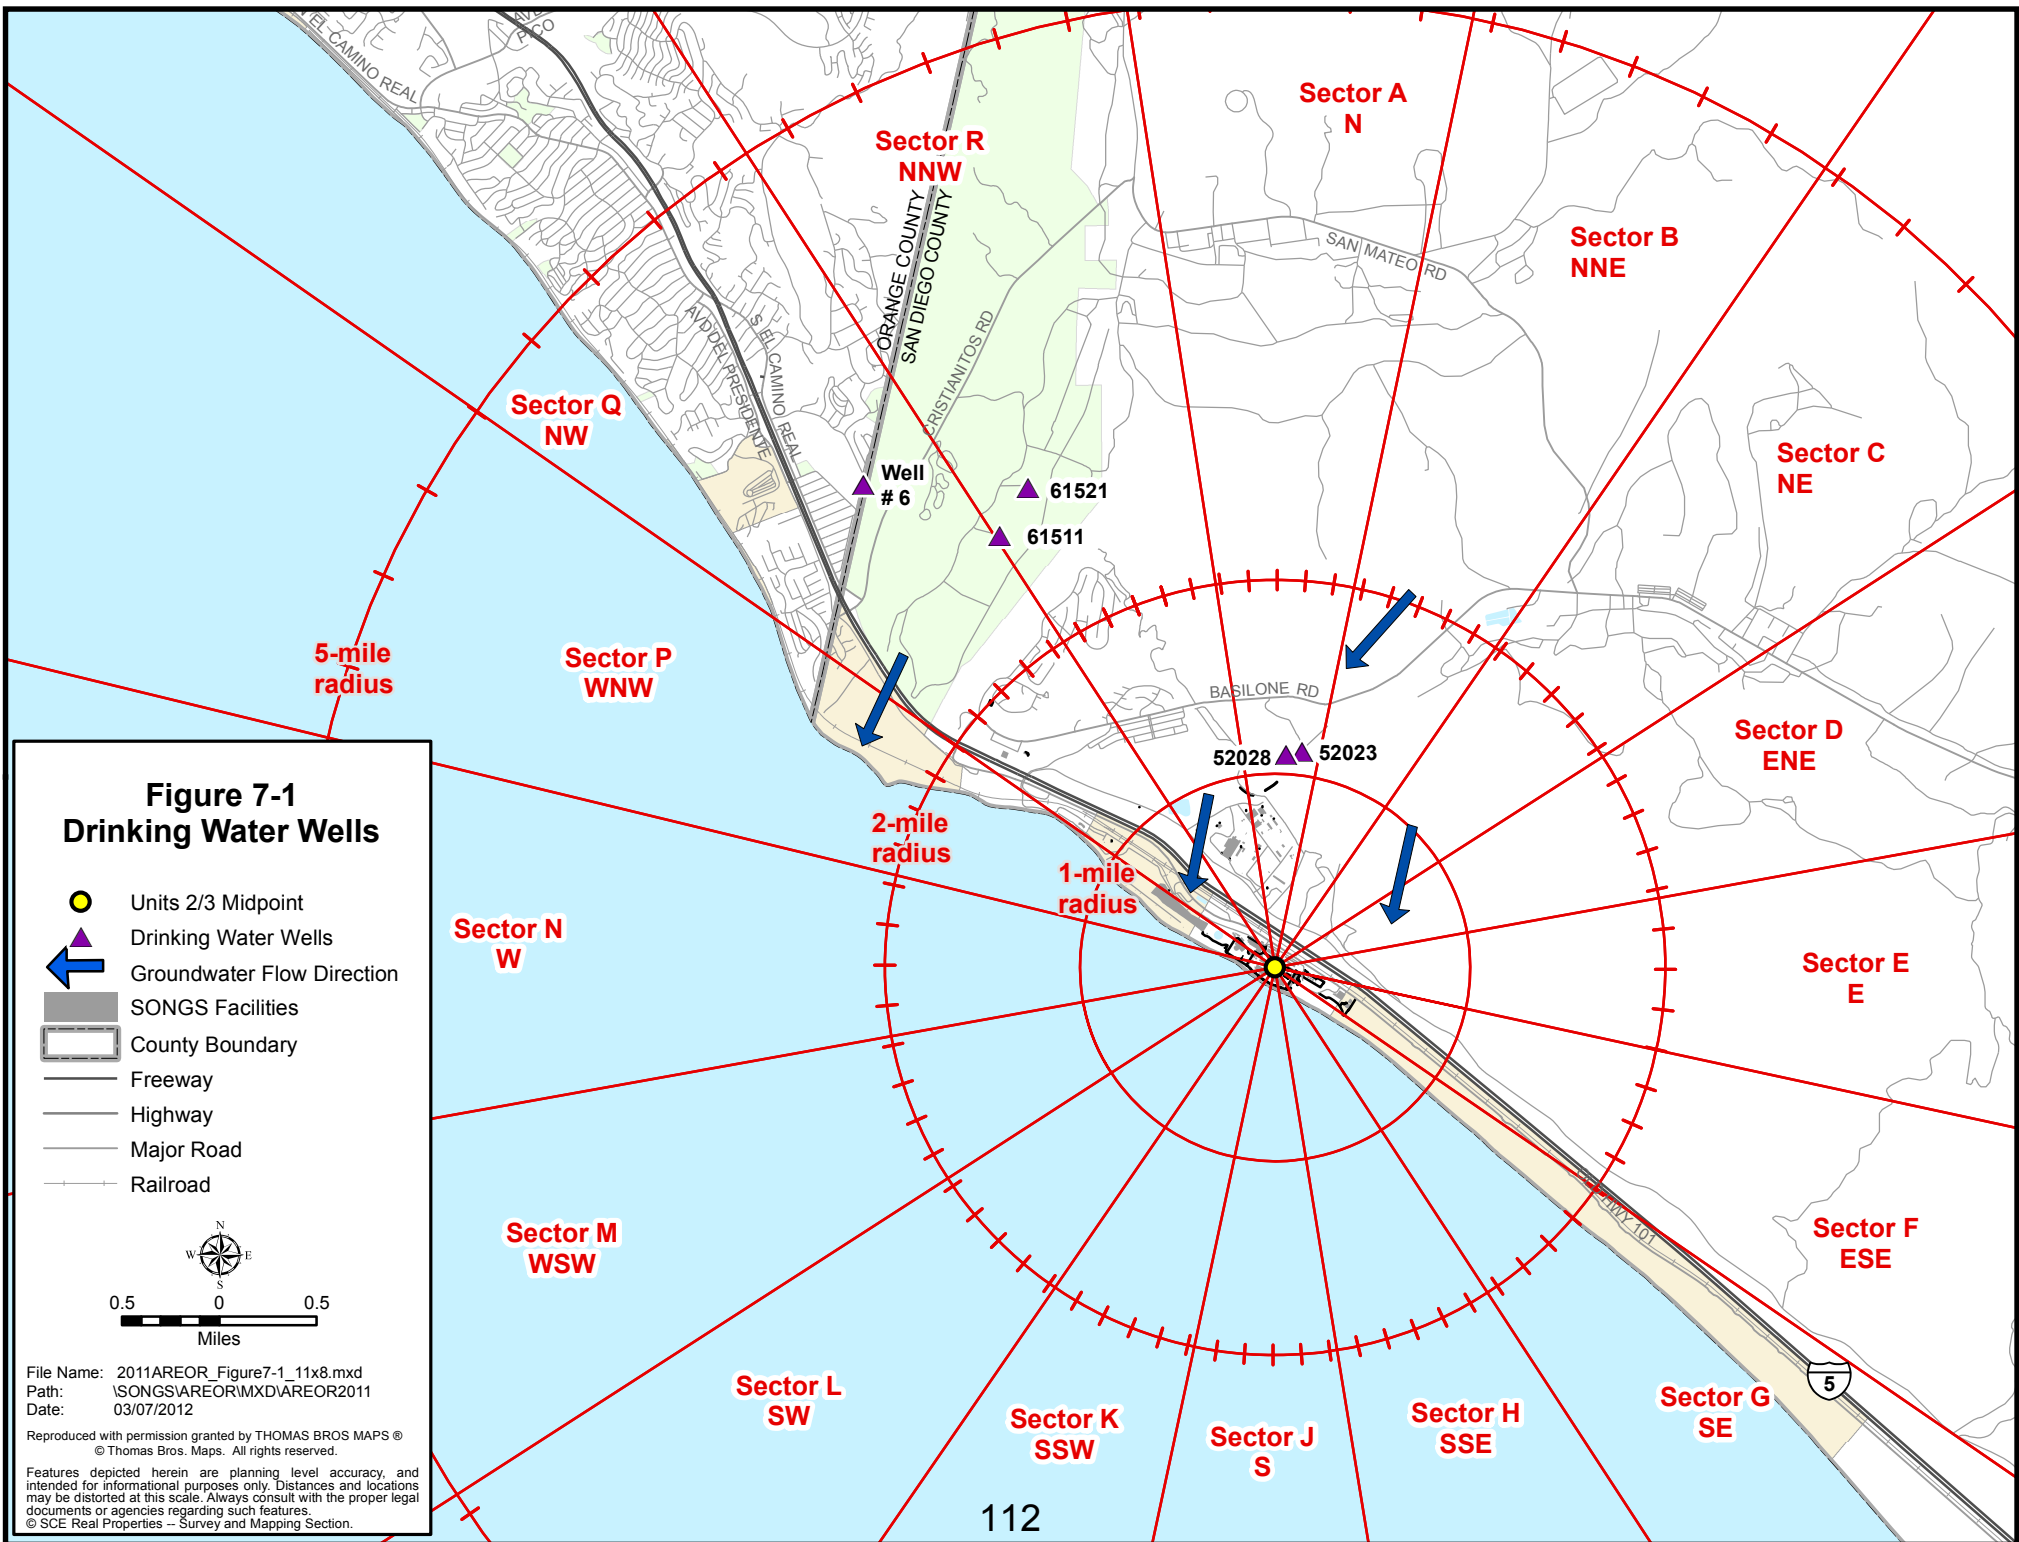 N EL CAMINO REAL
AVD
PICO
Sector A
N
Sector R
NNW
ORANGE COUNTY
SAN DIEGO COUNTY
SAN MATEO RD
Sector B
NNE
S EL CAMINO REAL
AVD DEL PRESIDENTE
CRISTIANITOS RD
Sector Q
NW
Sector C
NE
Well
# 6
61521
61511
5-mile
radius
Sector P
WNW
BASILONE RD
Sector D
ENE
52028
52023
2-mile
radius
1-mile
radius
Sector N
W
Sector E
E
Sector M
WSW
HWY 101
Sector F
ESE
Sector L
SW
Sector K
SSW
Sector J
S
Sector H
SSE
Sector G
SE
5
112
Figure 7-1
Drinking Water Wells
Units 2/3 Midpoint
Drinking Water Wells
Groundwater Flow Direction
SONGS Facilities
County Boundary
Freeway
Highway
Major Road
Railroad
N
W E
S
0.5 0 0.5
Miles
File Name: 2011AREOR_Figure7-1_11x8.mxd
Path: \SONGS\AREOR\MXD\AREOR2011
Date: 03/07/2012
Reproduced with permission granted by THOMAS BROS MAPS ®
© Thomas Bros. Maps. All rights reserved.
Features depicted herein are planning level accuracy, and
intended for informational purposes only. Distances and locations
may be distorted at this scale. Always consult with the proper legal
documents or agencies regarding such features.
© SCE Real Properties -- Survey and Mapping Section.